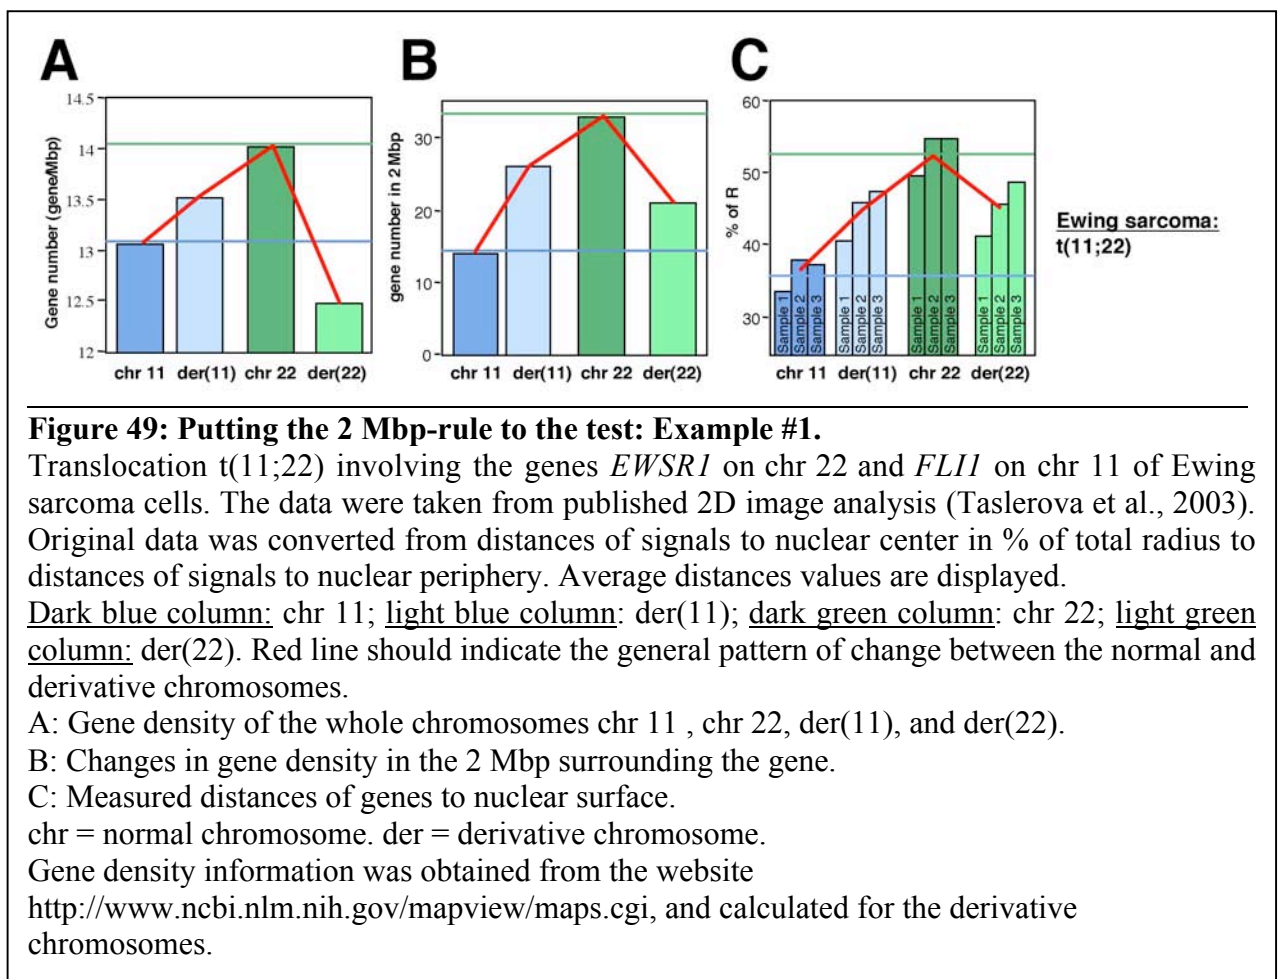 A
B
C
14.5
14
13.5
13
12.5
12
Gene number (gene/Mbp)
chr 11 der(11) chr 22 der(22)
30
20
10
0
gene number in 2 Mbp
chr 11 der(11) chr 22 der(22)
60
50
40
30
% of R
Sample 1
Sample 2
Sample 3
Sample 1
Sample 2
Sample 3
Sample 1
Sample 2
Sample 3
Sample 1
Sample 2
Sample 3
chr 11 der(11) chr 22 der(22)
Ewing sarcoma:
t(11;22)
Figure 49: Putting the 2 Mbp-rule to the test: Example #1.
Translocation t(11;22) involving the genes EWSR1 on chr 22 and FLI1 on chr 11 of Ewing
sarcoma cells. The data were taken from published 2D image analysis (Taslerova et al., 2003).
Original data was converted from distances of signals to nuclear center in % of total radius to
distances of signals to nuclear periphery. Average distances values are displayed.
Dark blue column: chr 11; light blue column: der(11); dark green column: chr 22; light green
column: der(22). Red line should indicate the general pattern of change between the normal and
derivative chromosomes.
A: Gene density of the whole chromosomes chr 11 , chr 22, der(11), and der(22).
B: Changes in gene density in the 2 Mbp surrounding the gene.
C: Measured distances of genes to nuclear surface.
chr = normal chromosome. der = derivative chromosome.
Gene density information was obtained from the website
http://www.ncbi.nlm.nih.gov/mapview/maps.cgi, and calculated for the derivative
chromosomes.